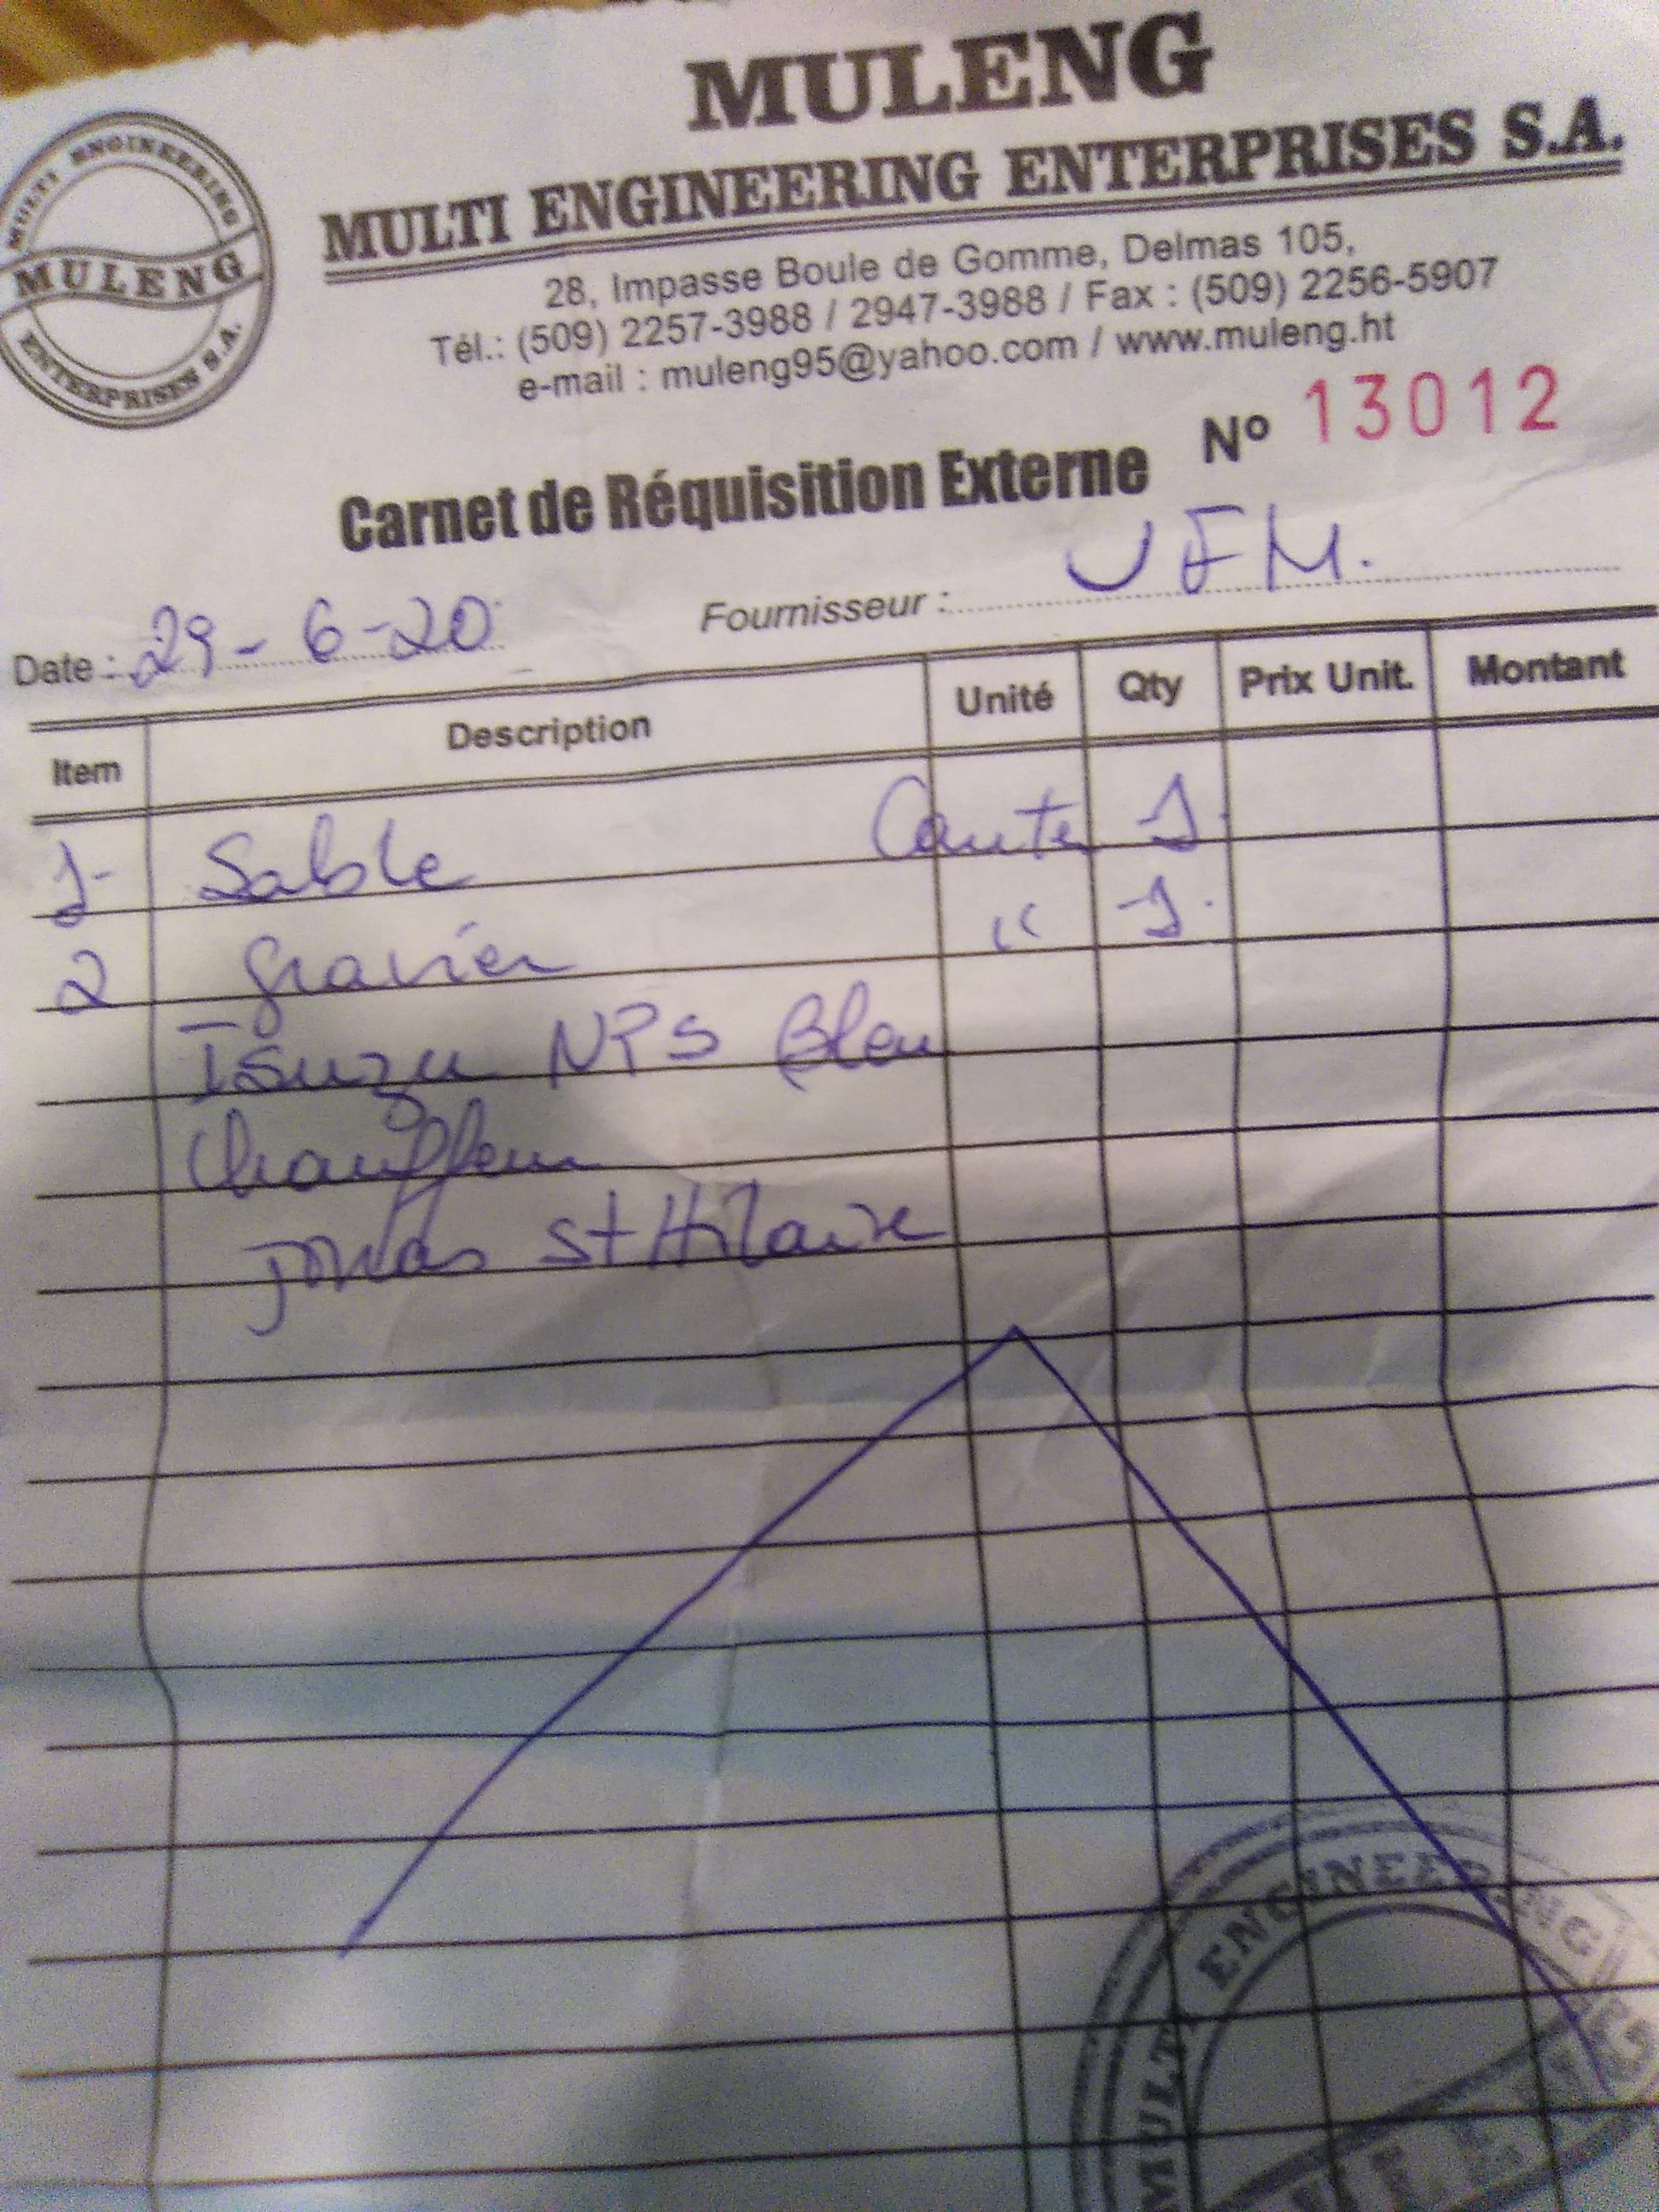 MULENG
MULTI ENGINEERING ENTERPRISES S.A.
MULTI ENGINEERING
MULENG
ENTERPRISES S.A.
28, Impasse Boule de Gomme, Delmas 105,
Tél.: (509) 2257-3988 / 2947-3988 / Fax : (509) 2256-5907
e-mail : muleng95@yahoo.com / www.muleng.ht
Carnet de Réquisition Externe Nº 13012
Date : 29-6-20 Fournisseur : JFM.
Item Description Unité Qty Prix Unit. Montant
1- Sable 1.
2 gravier " 1.
Isuzu NPS Bleu
Chauffeur
Jonas St Hilaire
MULTI ENGINEERING